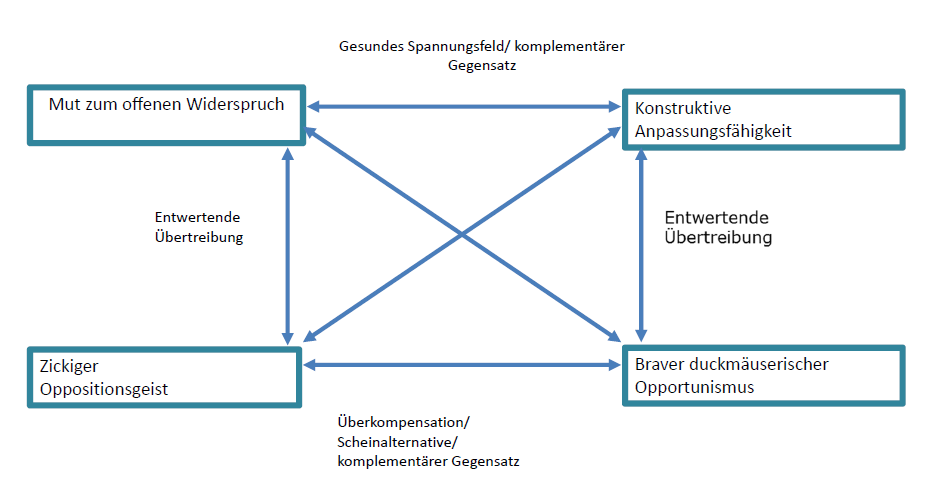 Gesundes Spannungsfeld/ komplementärer
Gegensatz
Mut zum offenen Widerspruch
Konstruktive
Anpassungsfähigkeit
Entwertende
Übertreibung
Entwertende
Übertreibung
Zickiger
Oppositionsgeist
Braver duckmäuserischer
Opportunismus
Überkompensation/
Scheinalternative/
komplementärer Gegensatz